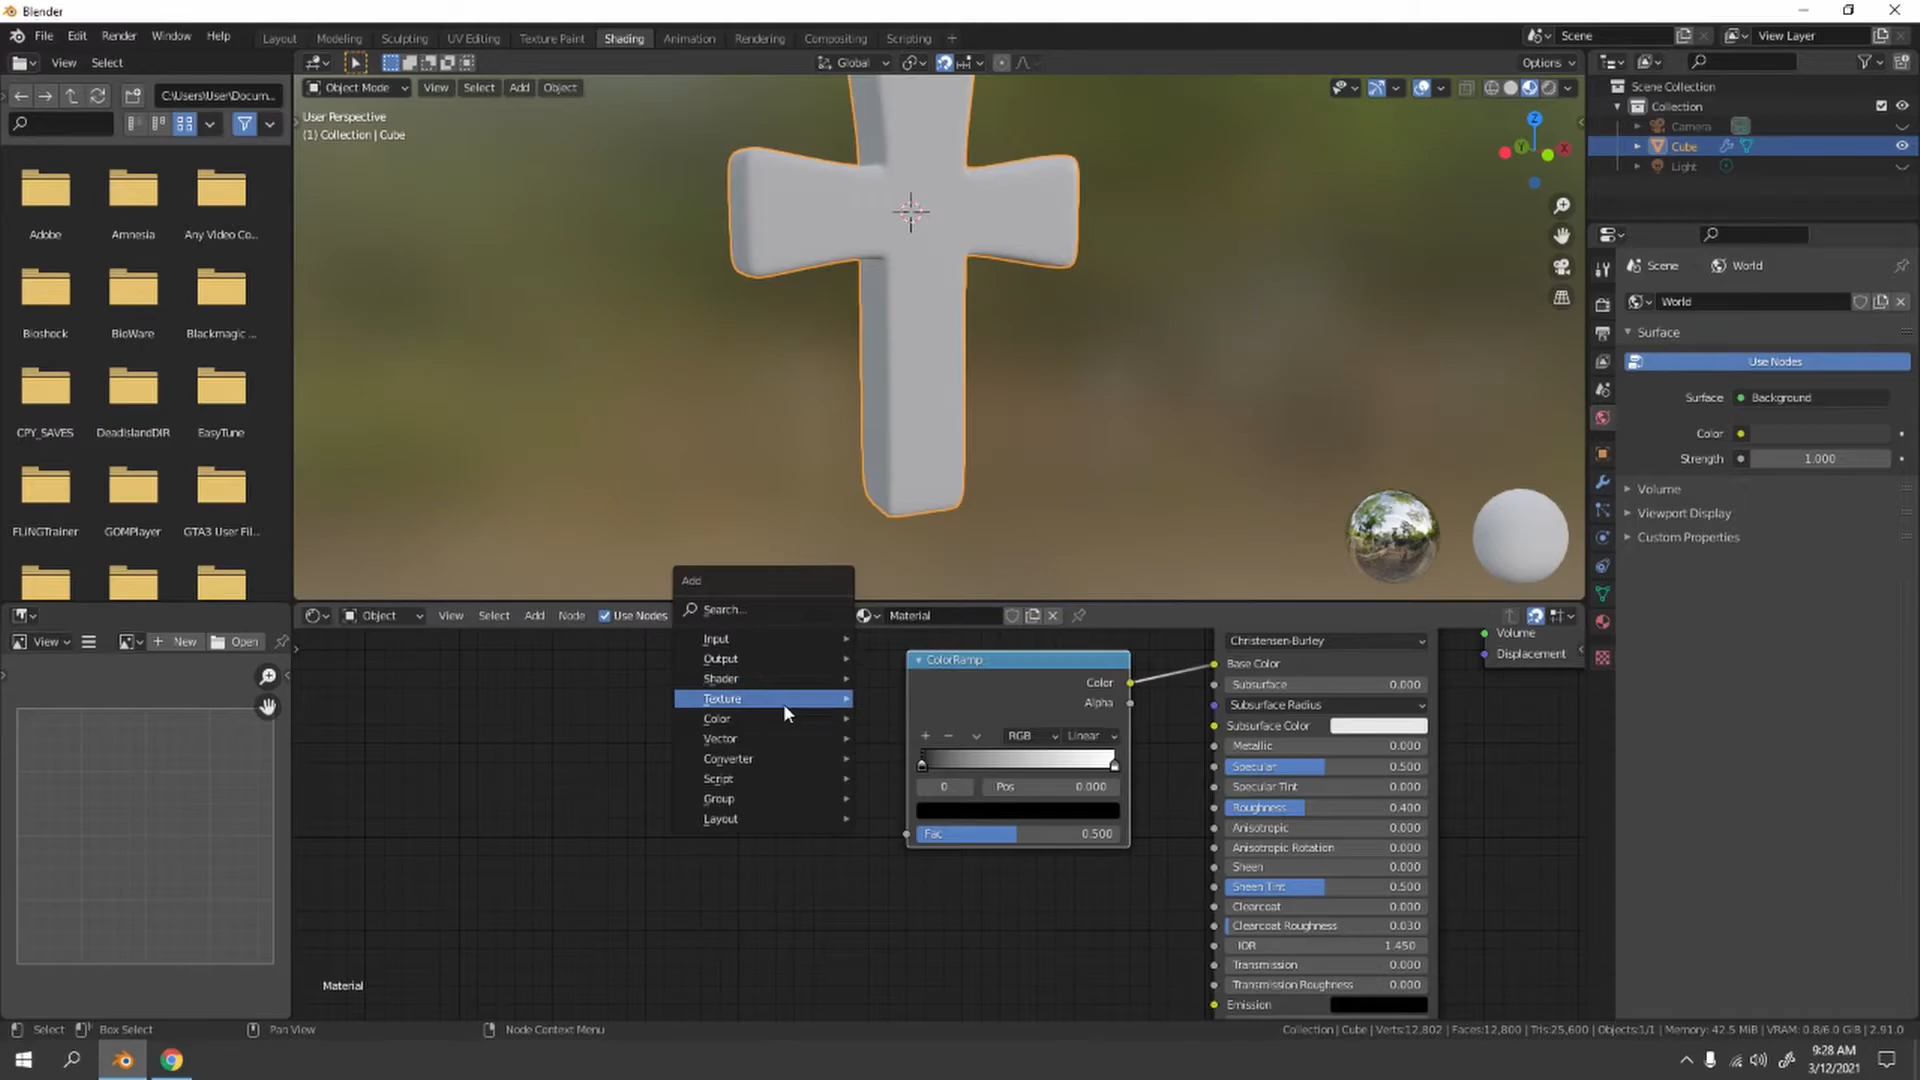 Blender
File Edit Render Window Help
Layout Modeling Sculpting UV Editing Texture Paint Shading Animation Rendering Compositing Scripting +
Scene
View Layer
View Select
Global
Options
C:\Users\User\Docum...
Object Mode View Select Add Object
User Perspective
(1) Collection | Cube
Z
Y
X
Adobe
Amnesia
Any Video Co...
Bioshock
BioWare
Blackmagic ...
CPY_SAVES
DeadIslandDIR
EasyTune
FLINGTrainer
GOMPlayer
GTA3 User Fil...
Scene Collection
Collection
Camera
Cube
Light
Scene
World
World
Surface
Use Nodes
Surface
Background
Color
Strength
1.000
Volume
Viewport Display
Custom Properties
View
New
Open
Object
View Select Add Node
Use Nodes
Material
Add
Search...
Input
Output
Shader
Texture
Color
Vector
Converter
Script
Group
Layout
ColorRamp
Color
Alpha
RGB
Linear
0
Pos
0.000
Fac
0.500
Christensen-Burley
Base Color
Subsurface 0.000
Subsurface Radius
Subsurface Color
Metallic 0.000
Specular 0.500
Specular Tint 0.000
Roughness 0.400
Anisotropic 0.000
Anisotropic Rotation 0.000
Sheen 0.000
Sheen Tint 0.500
Clearcoat 0.000
Clearcoat Roughness 0.030
IOR 1.450
Transmission 0.000
Transmission Roughness 0.000
Emission
Volume
Displacement
Material
Select
Box Select
Pan View
Node Context Menu
Collection | Cube | Verts:12,802 | Faces:12,800 | Tris:25,600 | Objects:1/1 | Memory: 42.5 MiB | VRAM: 0.8/6.0 GiB | 2.91.0
9:28 AM
3/12/2021